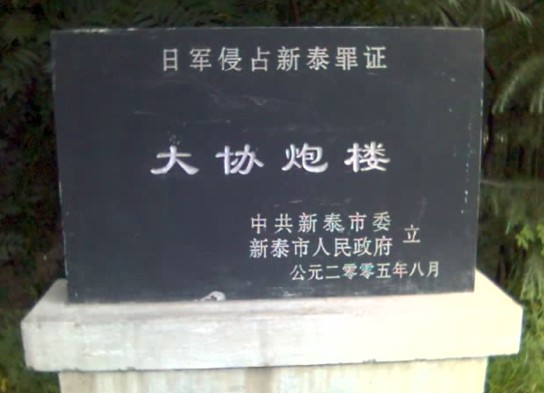 日军侵占新泰罪证
大协炮楼
中共新泰市委
新泰市人民政府 立
公元二零零五年八月